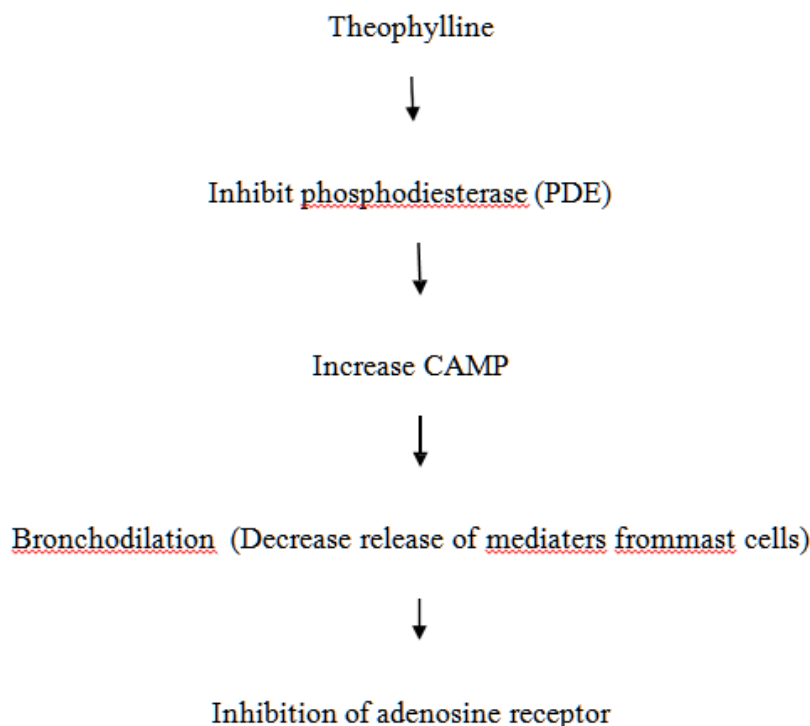 Theophylline
Inhibit phosphodiesterase (PDE)
Increase CAMP
Bronchodilation (Decrease release of mediaters frommast cells)
Inhibition of adenosine receptor